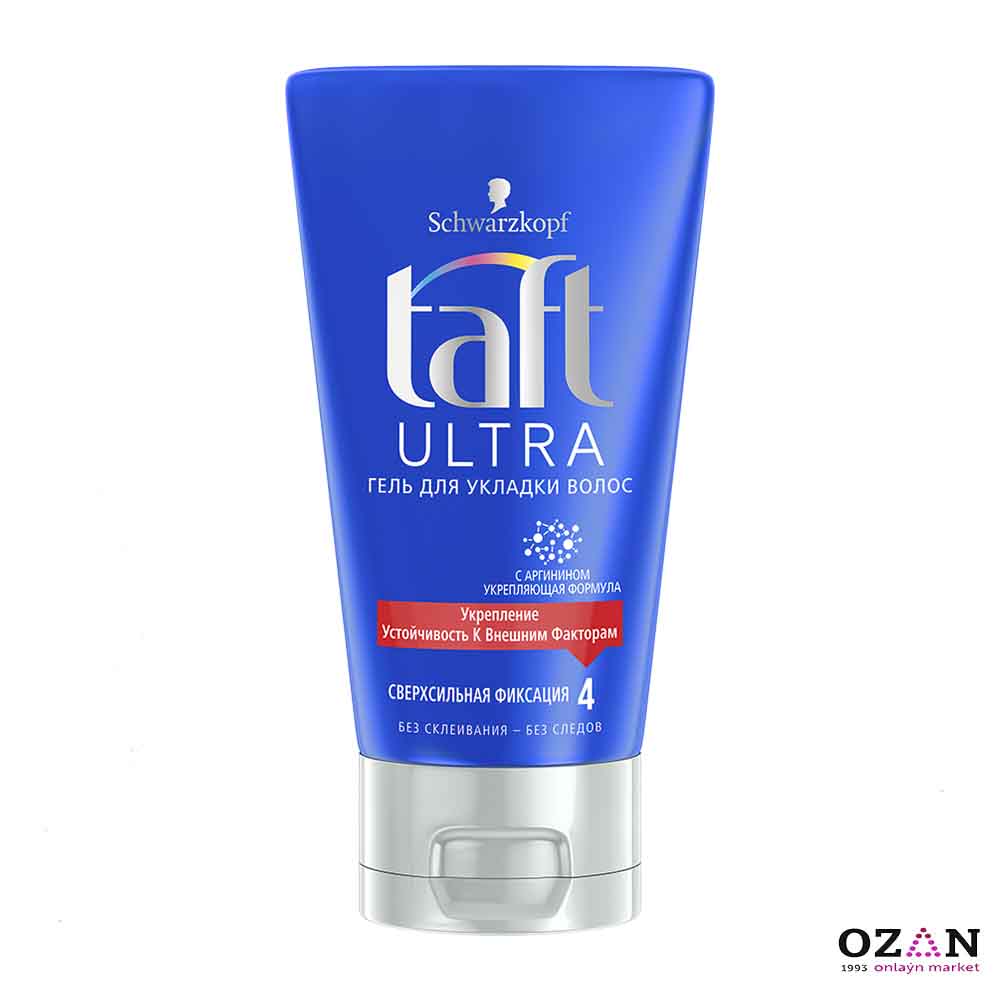 Schwarzkopf
taft
ULTRA
ГЕЛЬ ДЛЯ УКЛАДКИ ВОЛОС
С АРГИНИНОМ
УКРЕПЛЯЮЩАЯ ФОРМУЛА
Укрепление
Устойчивость К Внешним Факторам
СВЕРХСИЛЬНАЯ ФИКСАЦИЯ 4
БЕЗ СКЛЕИВАНИЯ – БЕЗ СЛЕДОВ
OZAN
1993 onlaýn market